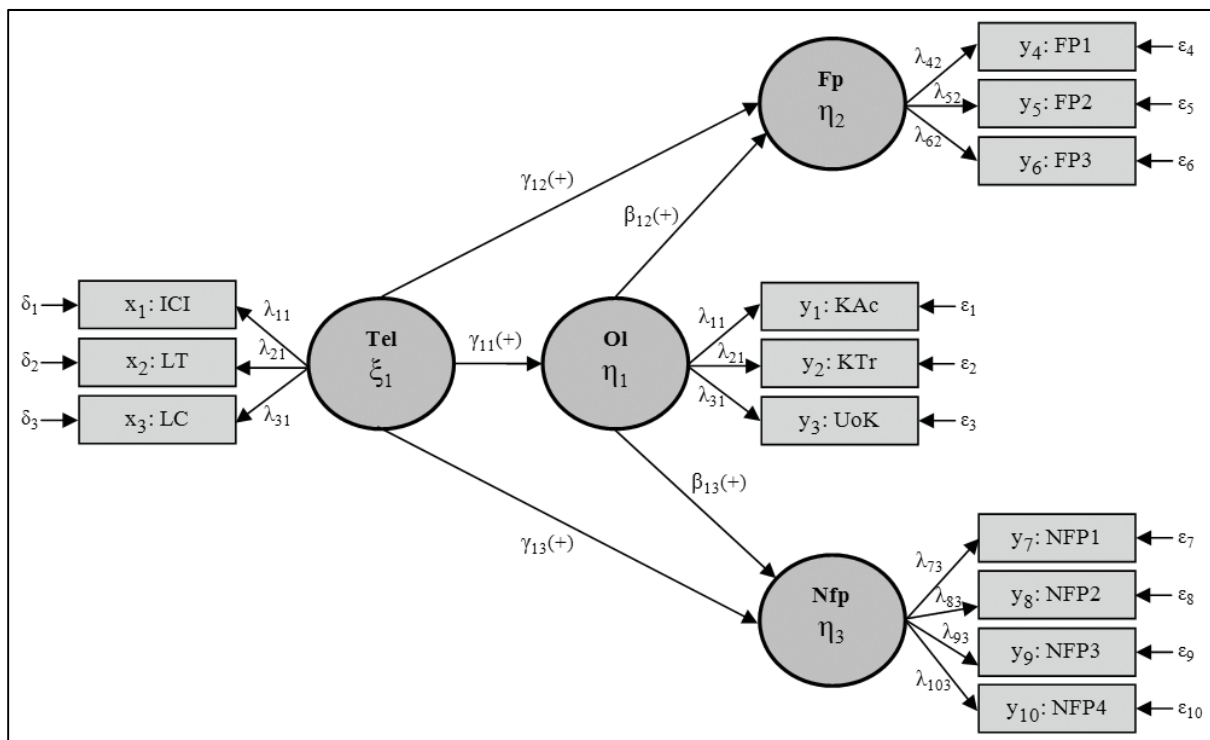 Fp
η₂
λ₄₂
λ₅₂
λ₆₂
y₄: FP1
ε₄
y₅: FP2
ε₅
y₆: FP3
ε₆
γ₁₂(+)
β₁₂(+)
δ₁
x₁: ICI
λ₁₁
δ₂
x₂: LT
λ₂₁
δ₃
x₃: LC
λ₃₁
Tel
ξ₁
γ₁₁(+)
Ol
η₁
λ₁₁
λ₂₁
λ₃₁
y₁: KAc
ε₁
y₂: KTr
ε₂
y₃: UoK
ε₃
β₁₃(+)
γ₁₃(+)
Nfp
η₃
λ₇₃
λ₈₃
λ₉₃
λ₁₀₃
y₇: NFP1
ε₇
y₈: NFP2
ε₈
y₉: NFP3
ε₉
y₁₀: NFP4
ε₁₀